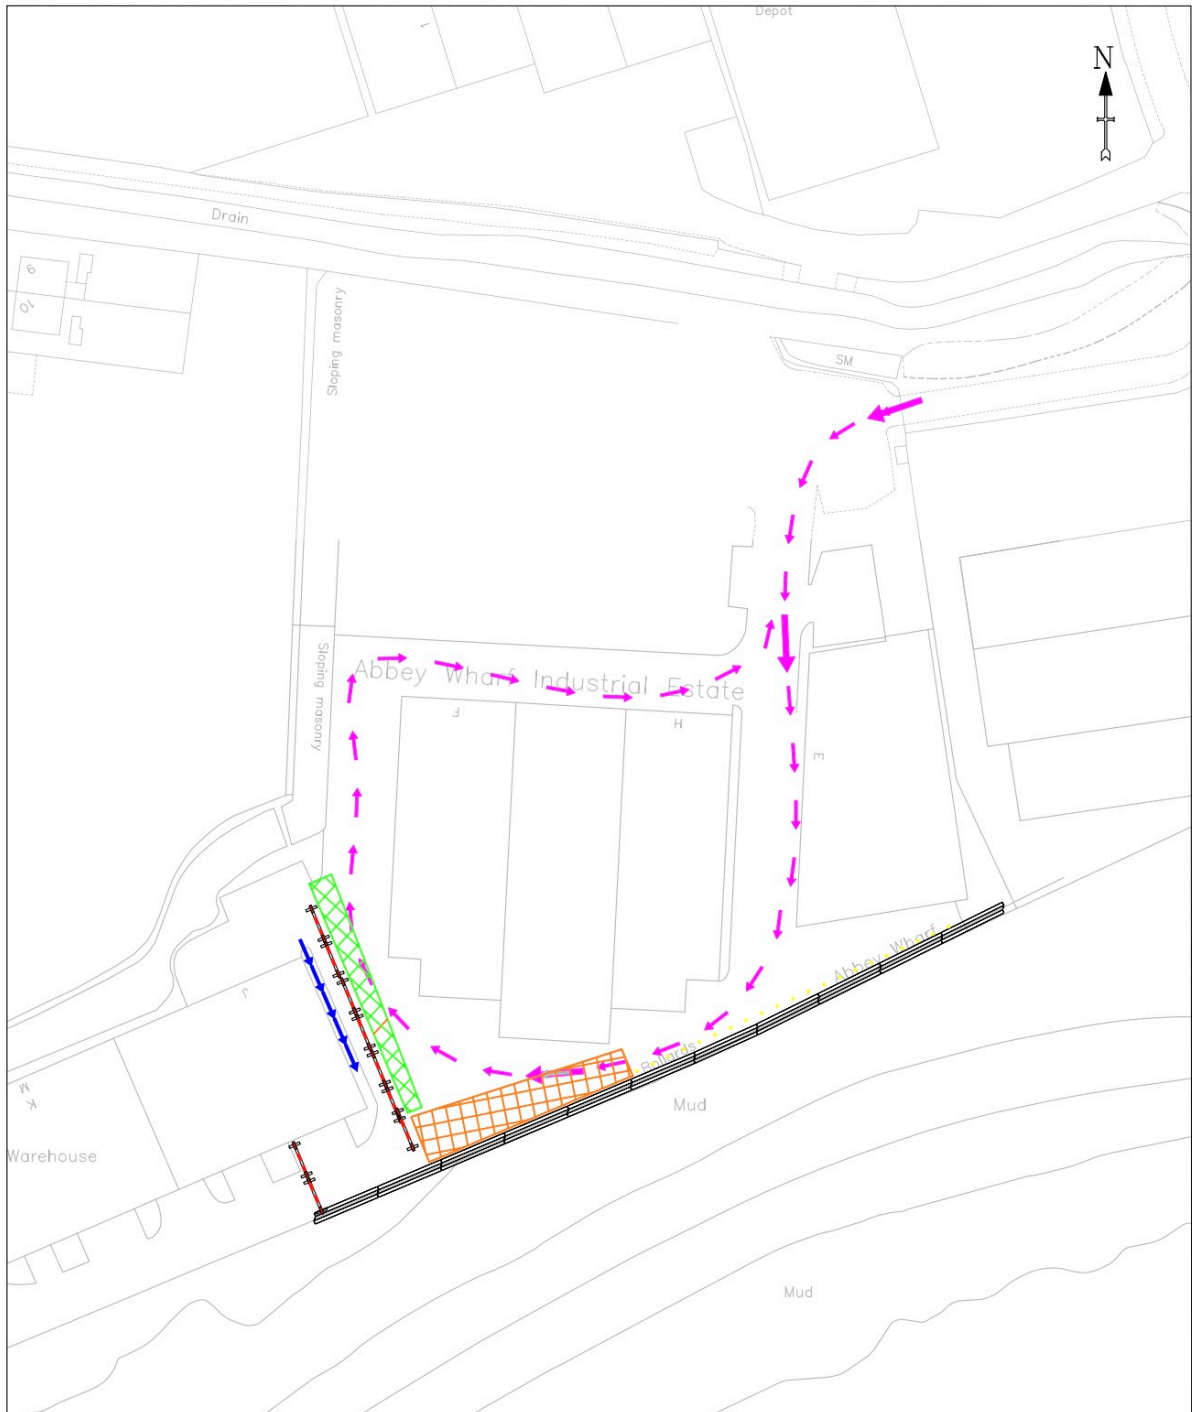 Depot
1
N
Drain
9
10
Sloping masonry
SM
Sloping masonry
Abbey Wharf Industrial Estate
F
H
E
Abbey Wharf
J
Bollards
M
K
Mud
Warehouse
Mud